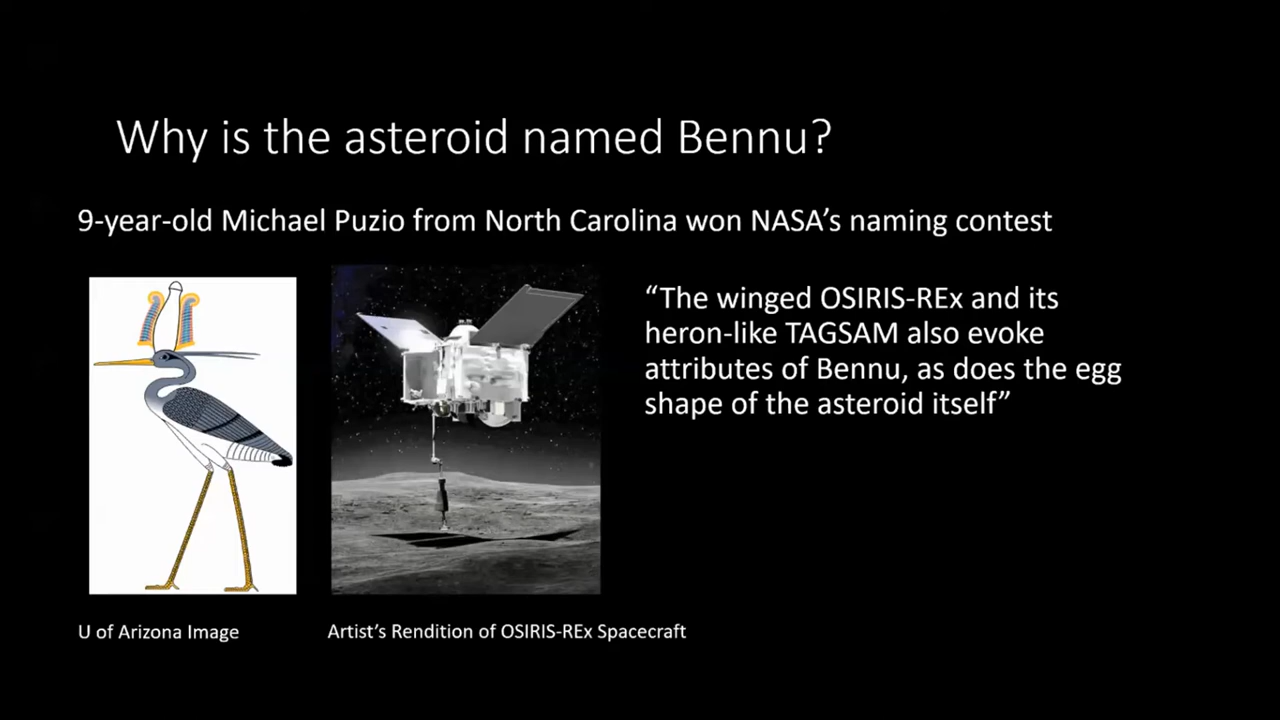 Why is the asteroid named Bennu?
9-year-old Michael Puzio from North Carolina won NASA’s naming contest
“The winged OSIRIS-REx and its
heron-like TAGSAM also evoke
attributes of Bennu, as does the egg
shape of the asteroid itself”
U of Arizona Image
Artist’s Rendition of OSIRIS-REx Spacecraft